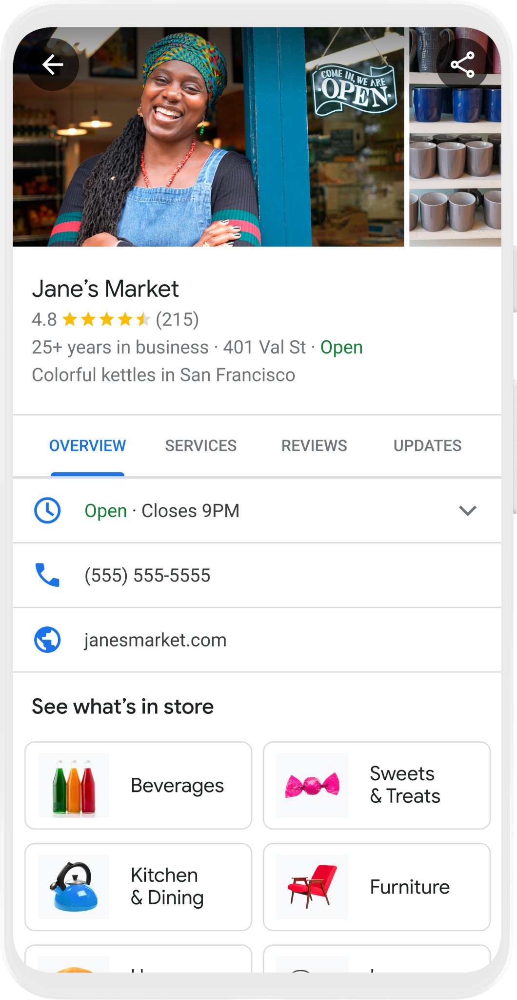 COME IN, WE ARE
OPEN
Jane’s Market
4.8 (215)
25+ years in business · 401 Val St · Open
Colorful kettles in San Francisco
OVERVIEW SERVICES REVIEWS UPDATES
Open · Closes 9PM
(555) 555-5555
janesmarket.com
See what’s in store
Beverages
Sweets
& Treats
Kitchen
& Dining
Furniture